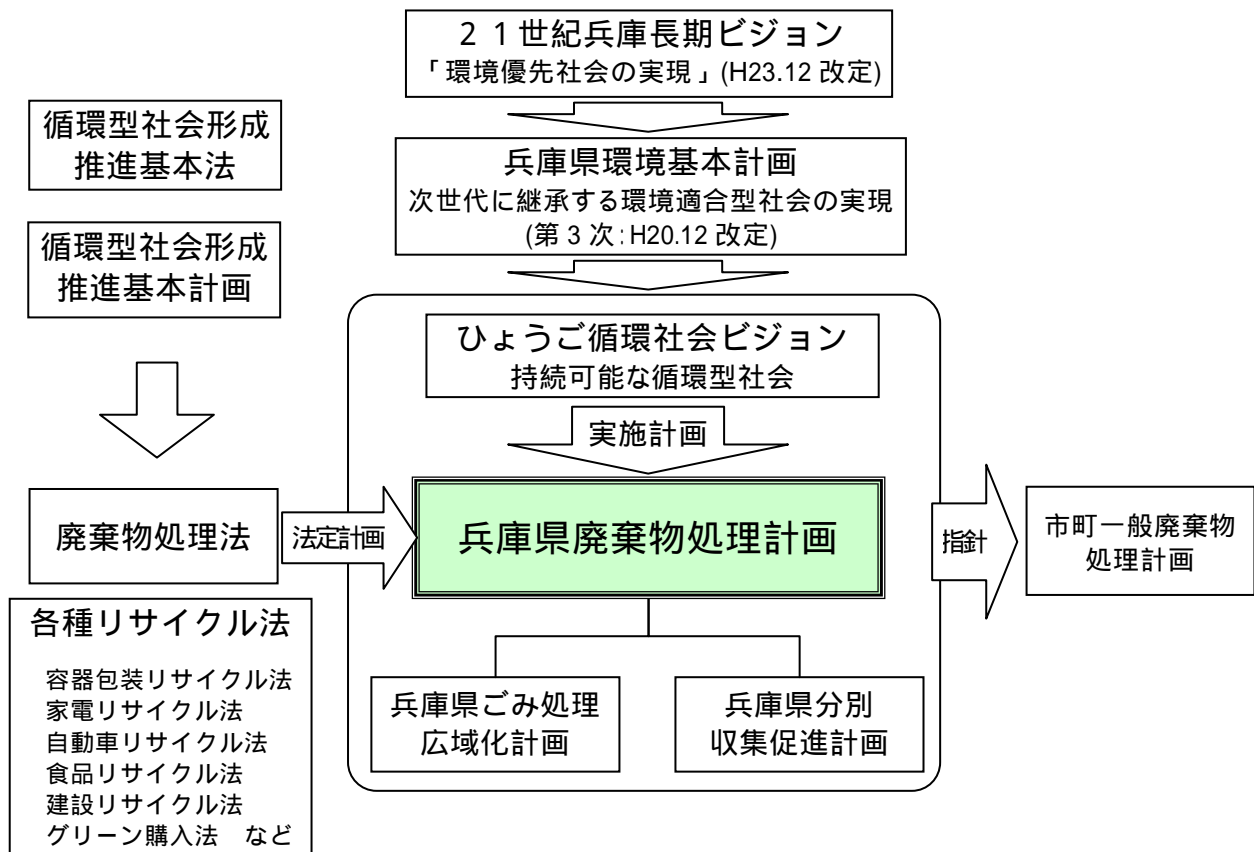 ２１世紀兵庫長期ビジョン
「環境優先社会の実現」(H23.12 改定)
循環型社会形成
推進基本法
兵庫県環境基本計画
次世代に継承する環境適合型社会の実現
(第３次:H20.12 改定)
循環型社会形成
推進基本計画
ひょうご循環社会ビジョン
持続可能な循環型社会
実施計画
廃棄物処理法
法定計画
兵庫県廃棄物処理計画
指針
市町一般廃棄物
処理計画
各種リサイクル法
容器包装リサイクル法
家電リサイクル法
自動車リサイクル法
食品リサイクル法
建設リサイクル法
グリーン購入法　など
兵庫県ごみ処理
広域化計画
兵庫県分別
収集促進計画